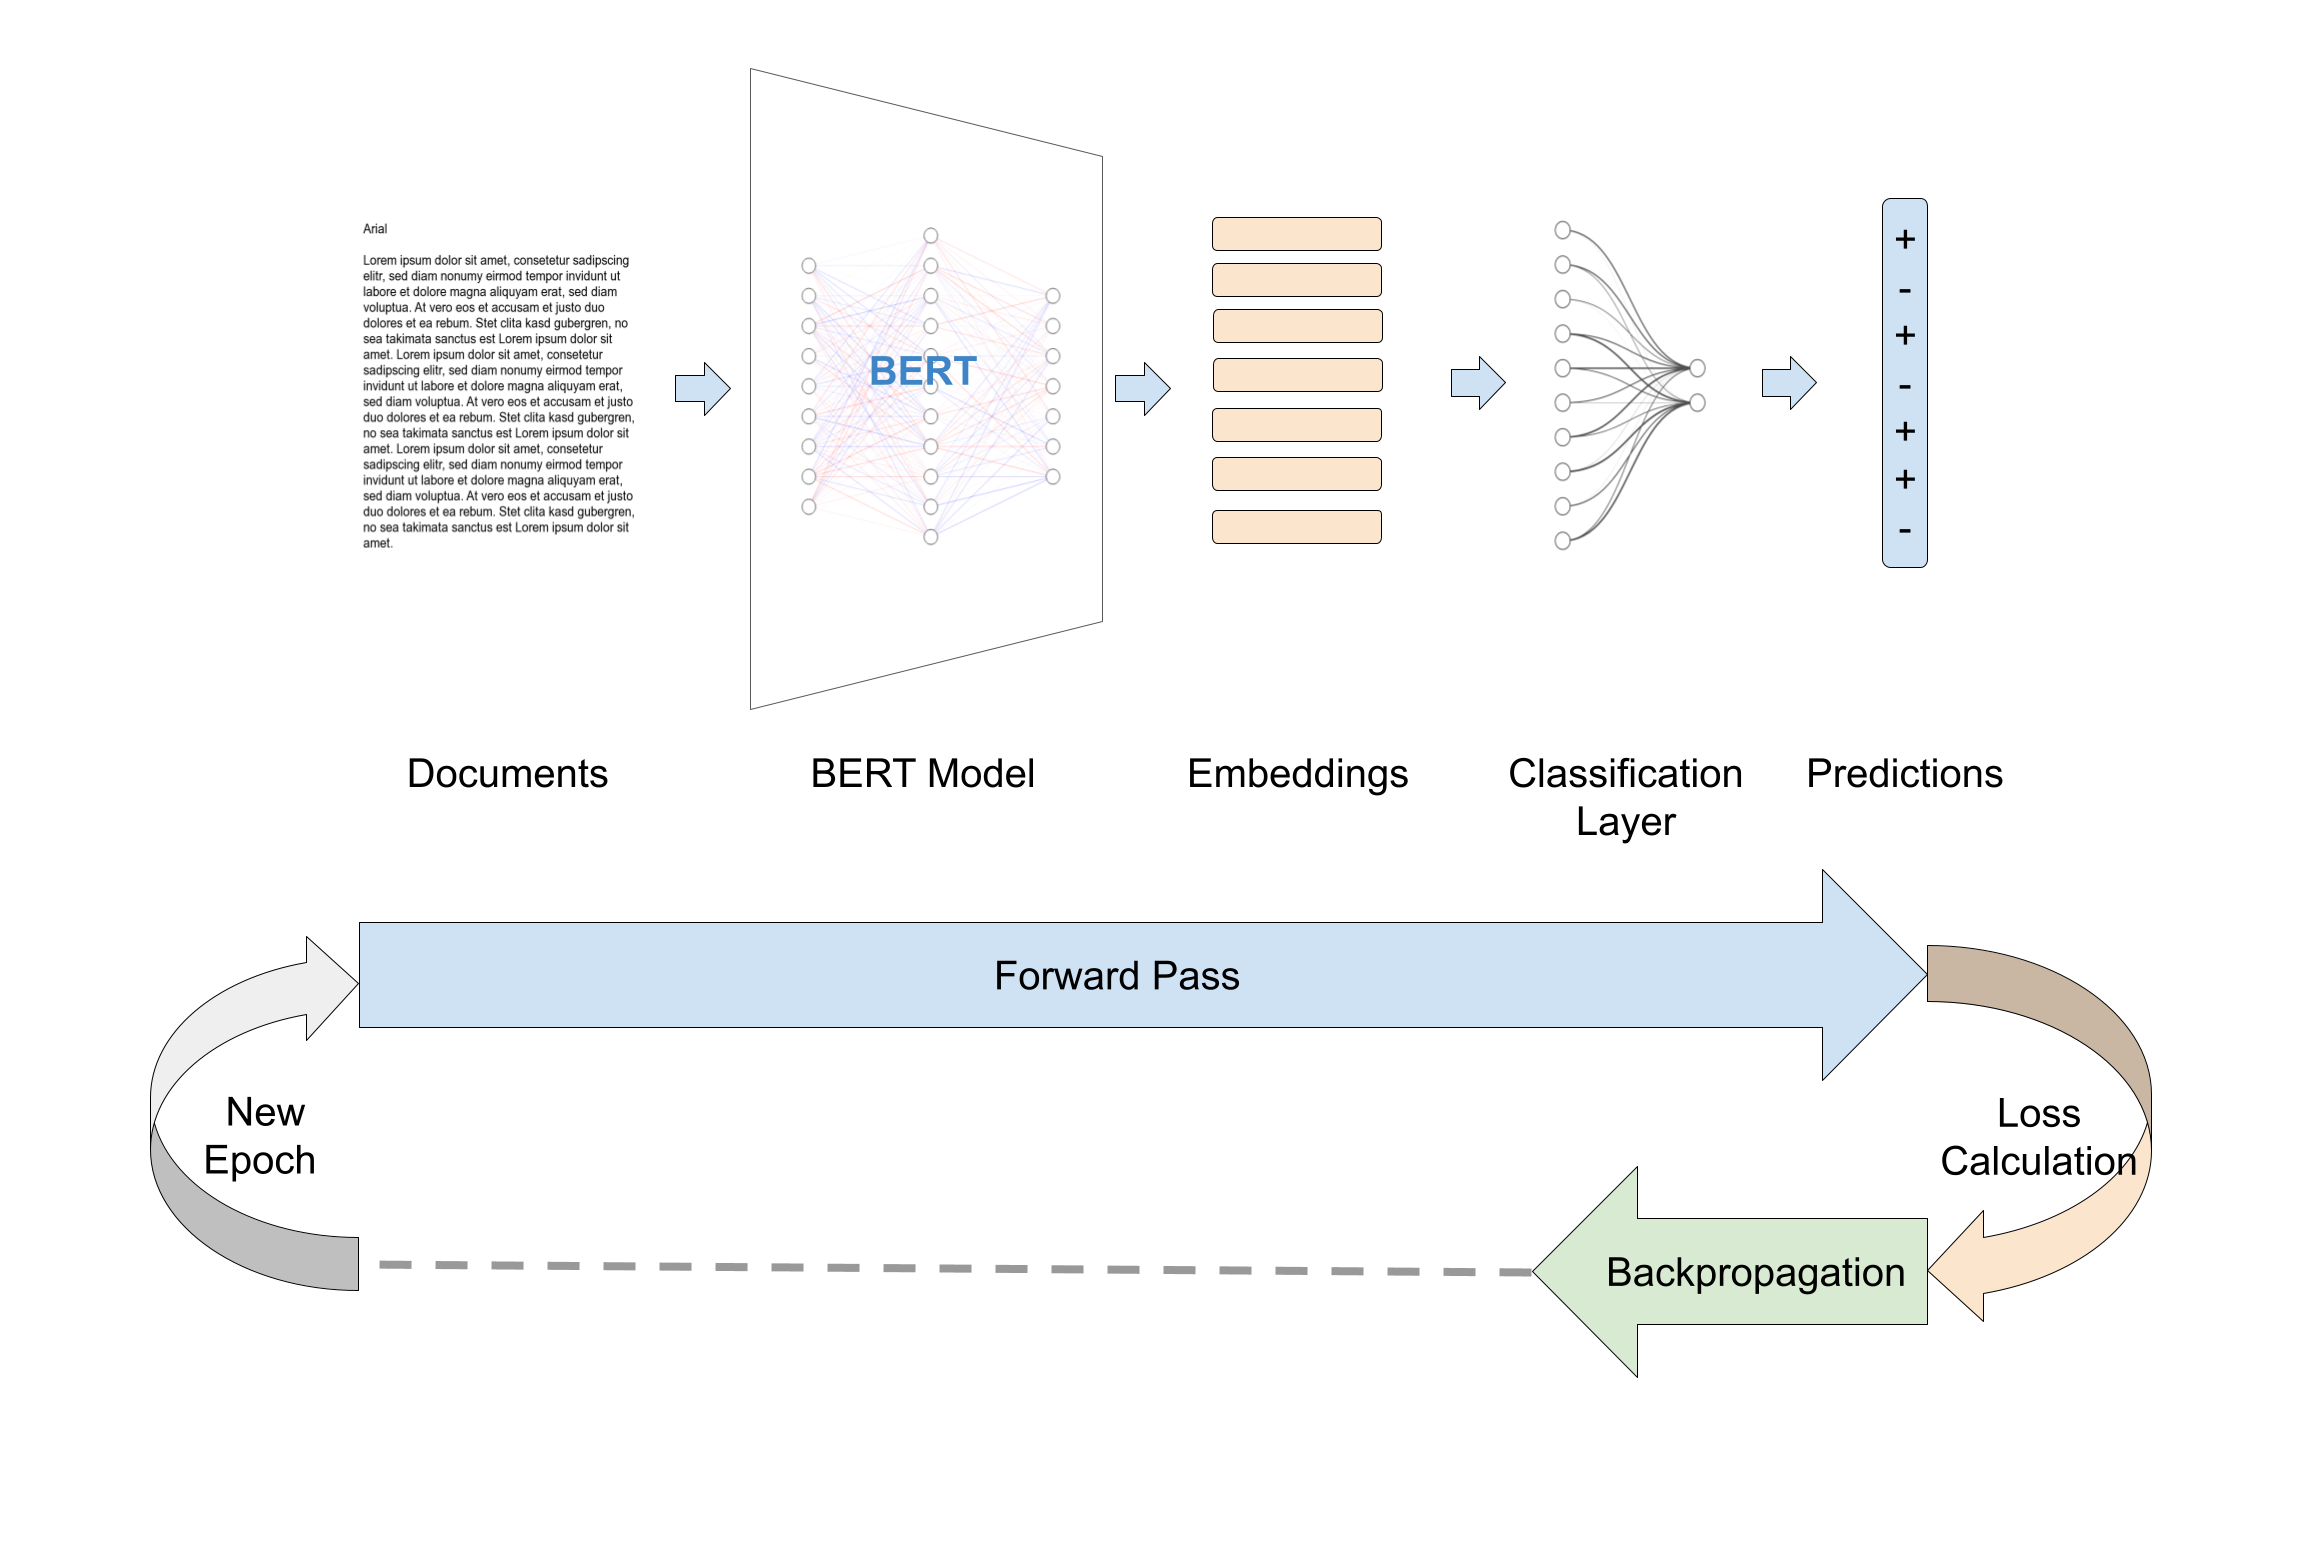 Arial
Lorem ipsum dolor sit amet, consetetur sadipscing
elitr, sed diam nonumy eirmod tempor invidunt ut
labore et dolore magna aliquyam erat, sed diam
voluptua. At vero eos et accusam et justo duo
dolores et ea rebum. Stet clita kasd gubergren, no
sea takimata sanctus est Lorem ipsum dolor sit
amet. Lorem ipsum dolor sit amet, consetetur
sadipscing elitr, sed diam nonumy eirmod tempor
invidunt ut labore et dolore magna aliquyam erat,
sed diam voluptua. At vero eos et accusam et justo
duo dolores et ea rebum. Stet clita kasd gubergren,
no sea takimata sanctus est Lorem ipsum dolor sit
amet. Lorem ipsum dolor sit amet, consetetur
sadipscing elitr, sed diam nonumy eirmod tempor
invidunt ut labore et dolore magna aliquyam erat,
sed diam voluptua. At vero eos et accusam et justo
duo dolores et ea rebum. Stet clita kasd gubergren,
no sea takimata sanctus est Lorem ipsum dolor sit
amet.
BERT
+
-
+
-
+
+
-
Documents
BERT Model
Embeddings
Classification
Layer
Predictions
Forward Pass
New
Epoch
Loss
Calculation
Backpropagation